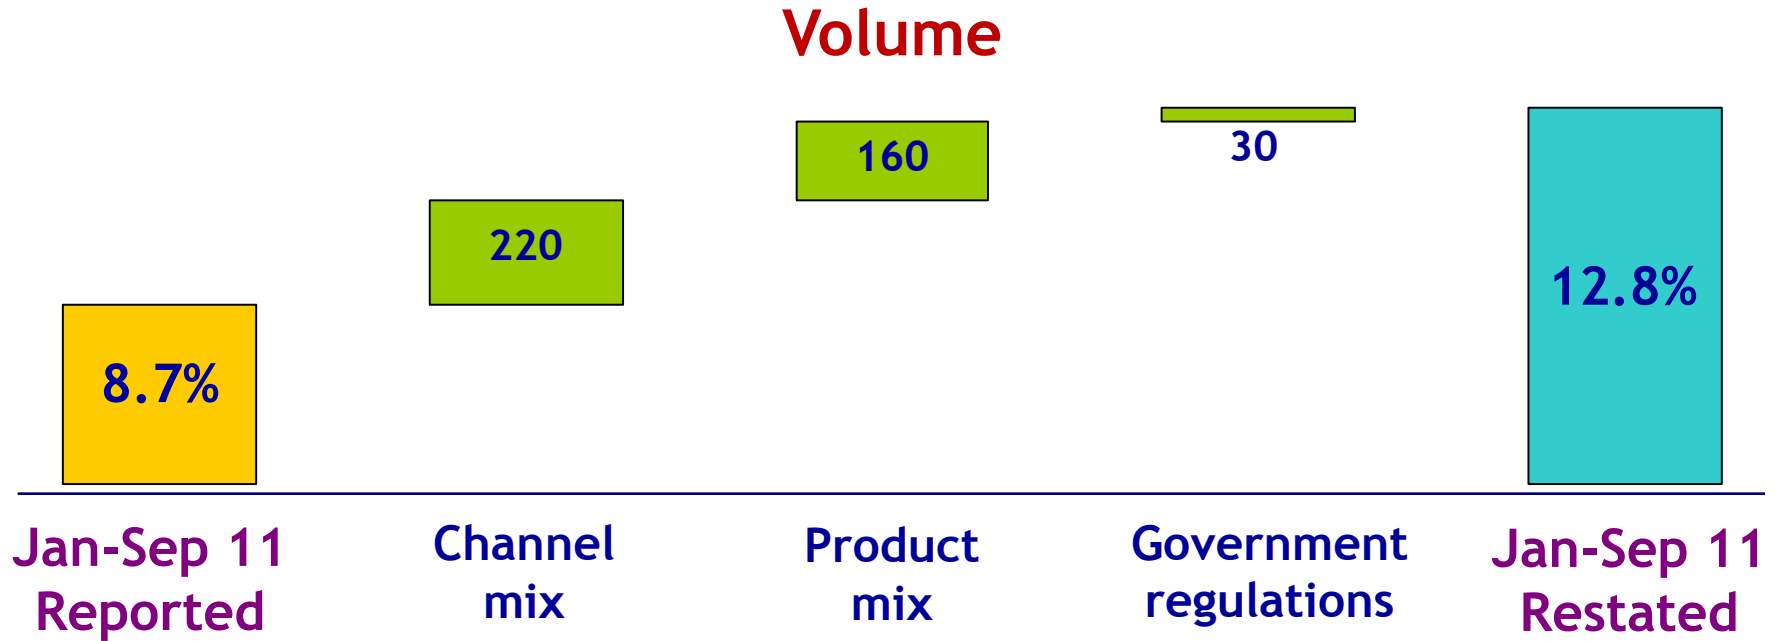 Volume
220
160
30
8.7%
12.8%
Jan-Sep 11
Reported
Channel
mix
Product
mix
Government
regulations
Jan-Sep 11
Restated